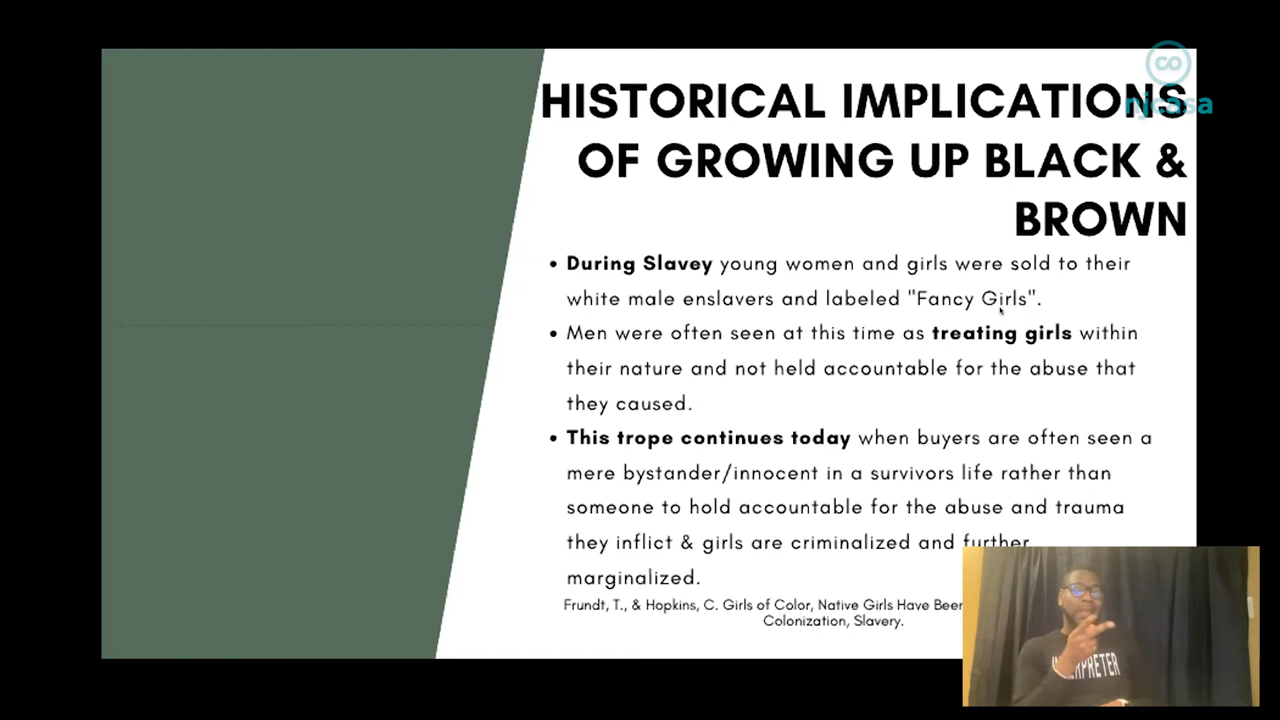 njcasa
HISTORICAL IMPLICATIONS
OF GROWING UP BLACK &
BROWN
• During Slavey young women and girls were sold to their
white male enslavers and labeled "Fancy Girls".
• Men were often seen at this time as treating girls within
their nature and not held accountable for the abuse that
they caused.
• This trope continues today when buyers are often seen a
mere bystander/innocent in a survivors life rather than
someone to hold accountable for the abuse and trauma
they inflict & girls are criminalized and further
marginalized.
Frundt, T., & Hopkins, C. Girls of Color, Native Girls Have Been
Colonization, Slavery.